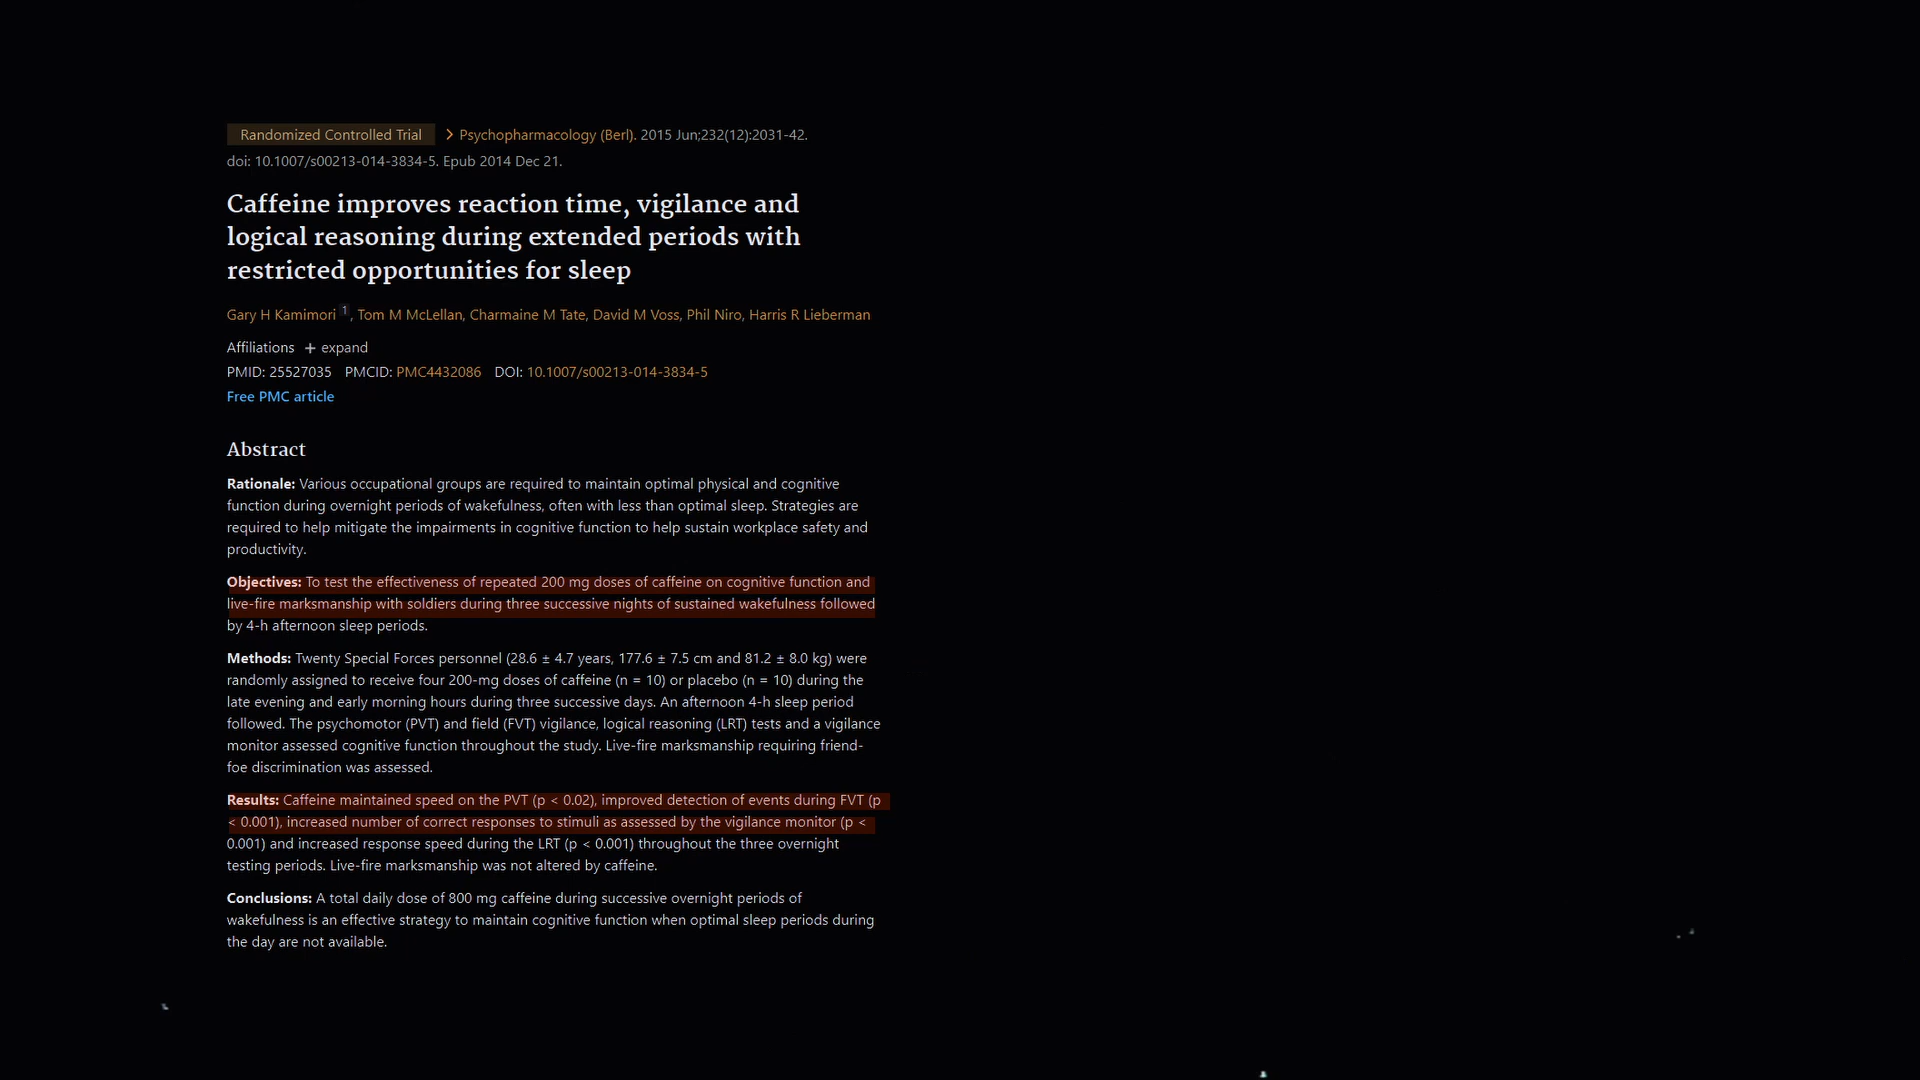 Randomized Controlled Trial > Psychopharmacology (Berl). 2015 Jun;232(12):2031-42.
doi: 10.1007/s00213-014-3834-5. Epub 2014 Dec 21.
Caffeine improves reaction time, vigilance and
logical reasoning during extended periods with
restricted opportunities for sleep
Gary H Kamimori 1, Tom M McLellan, Charmaine M Tate, David M Voss, Phil Niro, Harris R Lieberman
Affiliations + expand
PMID: 25527035 PMCID: PMC4432086 DOI: 10.1007/s00213-014-3834-5
Free PMC article
Abstract
Rationale: Various occupational groups are required to maintain optimal physical and cognitive
function during overnight periods of wakefulness, often with less than optimal sleep. Strategies are
required to help mitigate the impairments in cognitive function to help sustain workplace safety and
productivity.
Objectives: To test the effectiveness of repeated 200 mg doses of caffeine on cognitive function and
live-fire marksmanship with soldiers during three successive nights of sustained wakefulness followed
by 4-h afternoon sleep periods.
Methods: Twenty Special Forces personnel (28.6 ± 4.7 years, 177.6 ± 7.5 cm and 81.2 ± 8.0 kg) were
randomly assigned to receive four 200-mg doses of caffeine (n = 10) or placebo (n = 10) during the
late evening and early morning hours during three successive days. An afternoon 4-h sleep period
followed. The psychomotor (PVT) and field (FVT) vigilance, logical reasoning (LRT) tests and a vigilance
monitor assessed cognitive function throughout the study. Live-fire marksmanship requiring friend-
foe discrimination was assessed.
Results: Caffeine maintained speed on the PVT (p < 0.02), improved detection of events during FVT (p
< 0.001), increased number of correct responses to stimuli as assessed by the vigilance monitor (p <
0.001) and increased response speed during the LRT (p < 0.001) throughout the three overnight
testing periods. Live-fire marksmanship was not altered by caffeine.
Conclusions: A total daily dose of 800 mg caffeine during successive overnight periods of
wakefulness is an effective strategy to maintain cognitive function when optimal sleep periods during
the day are not available.